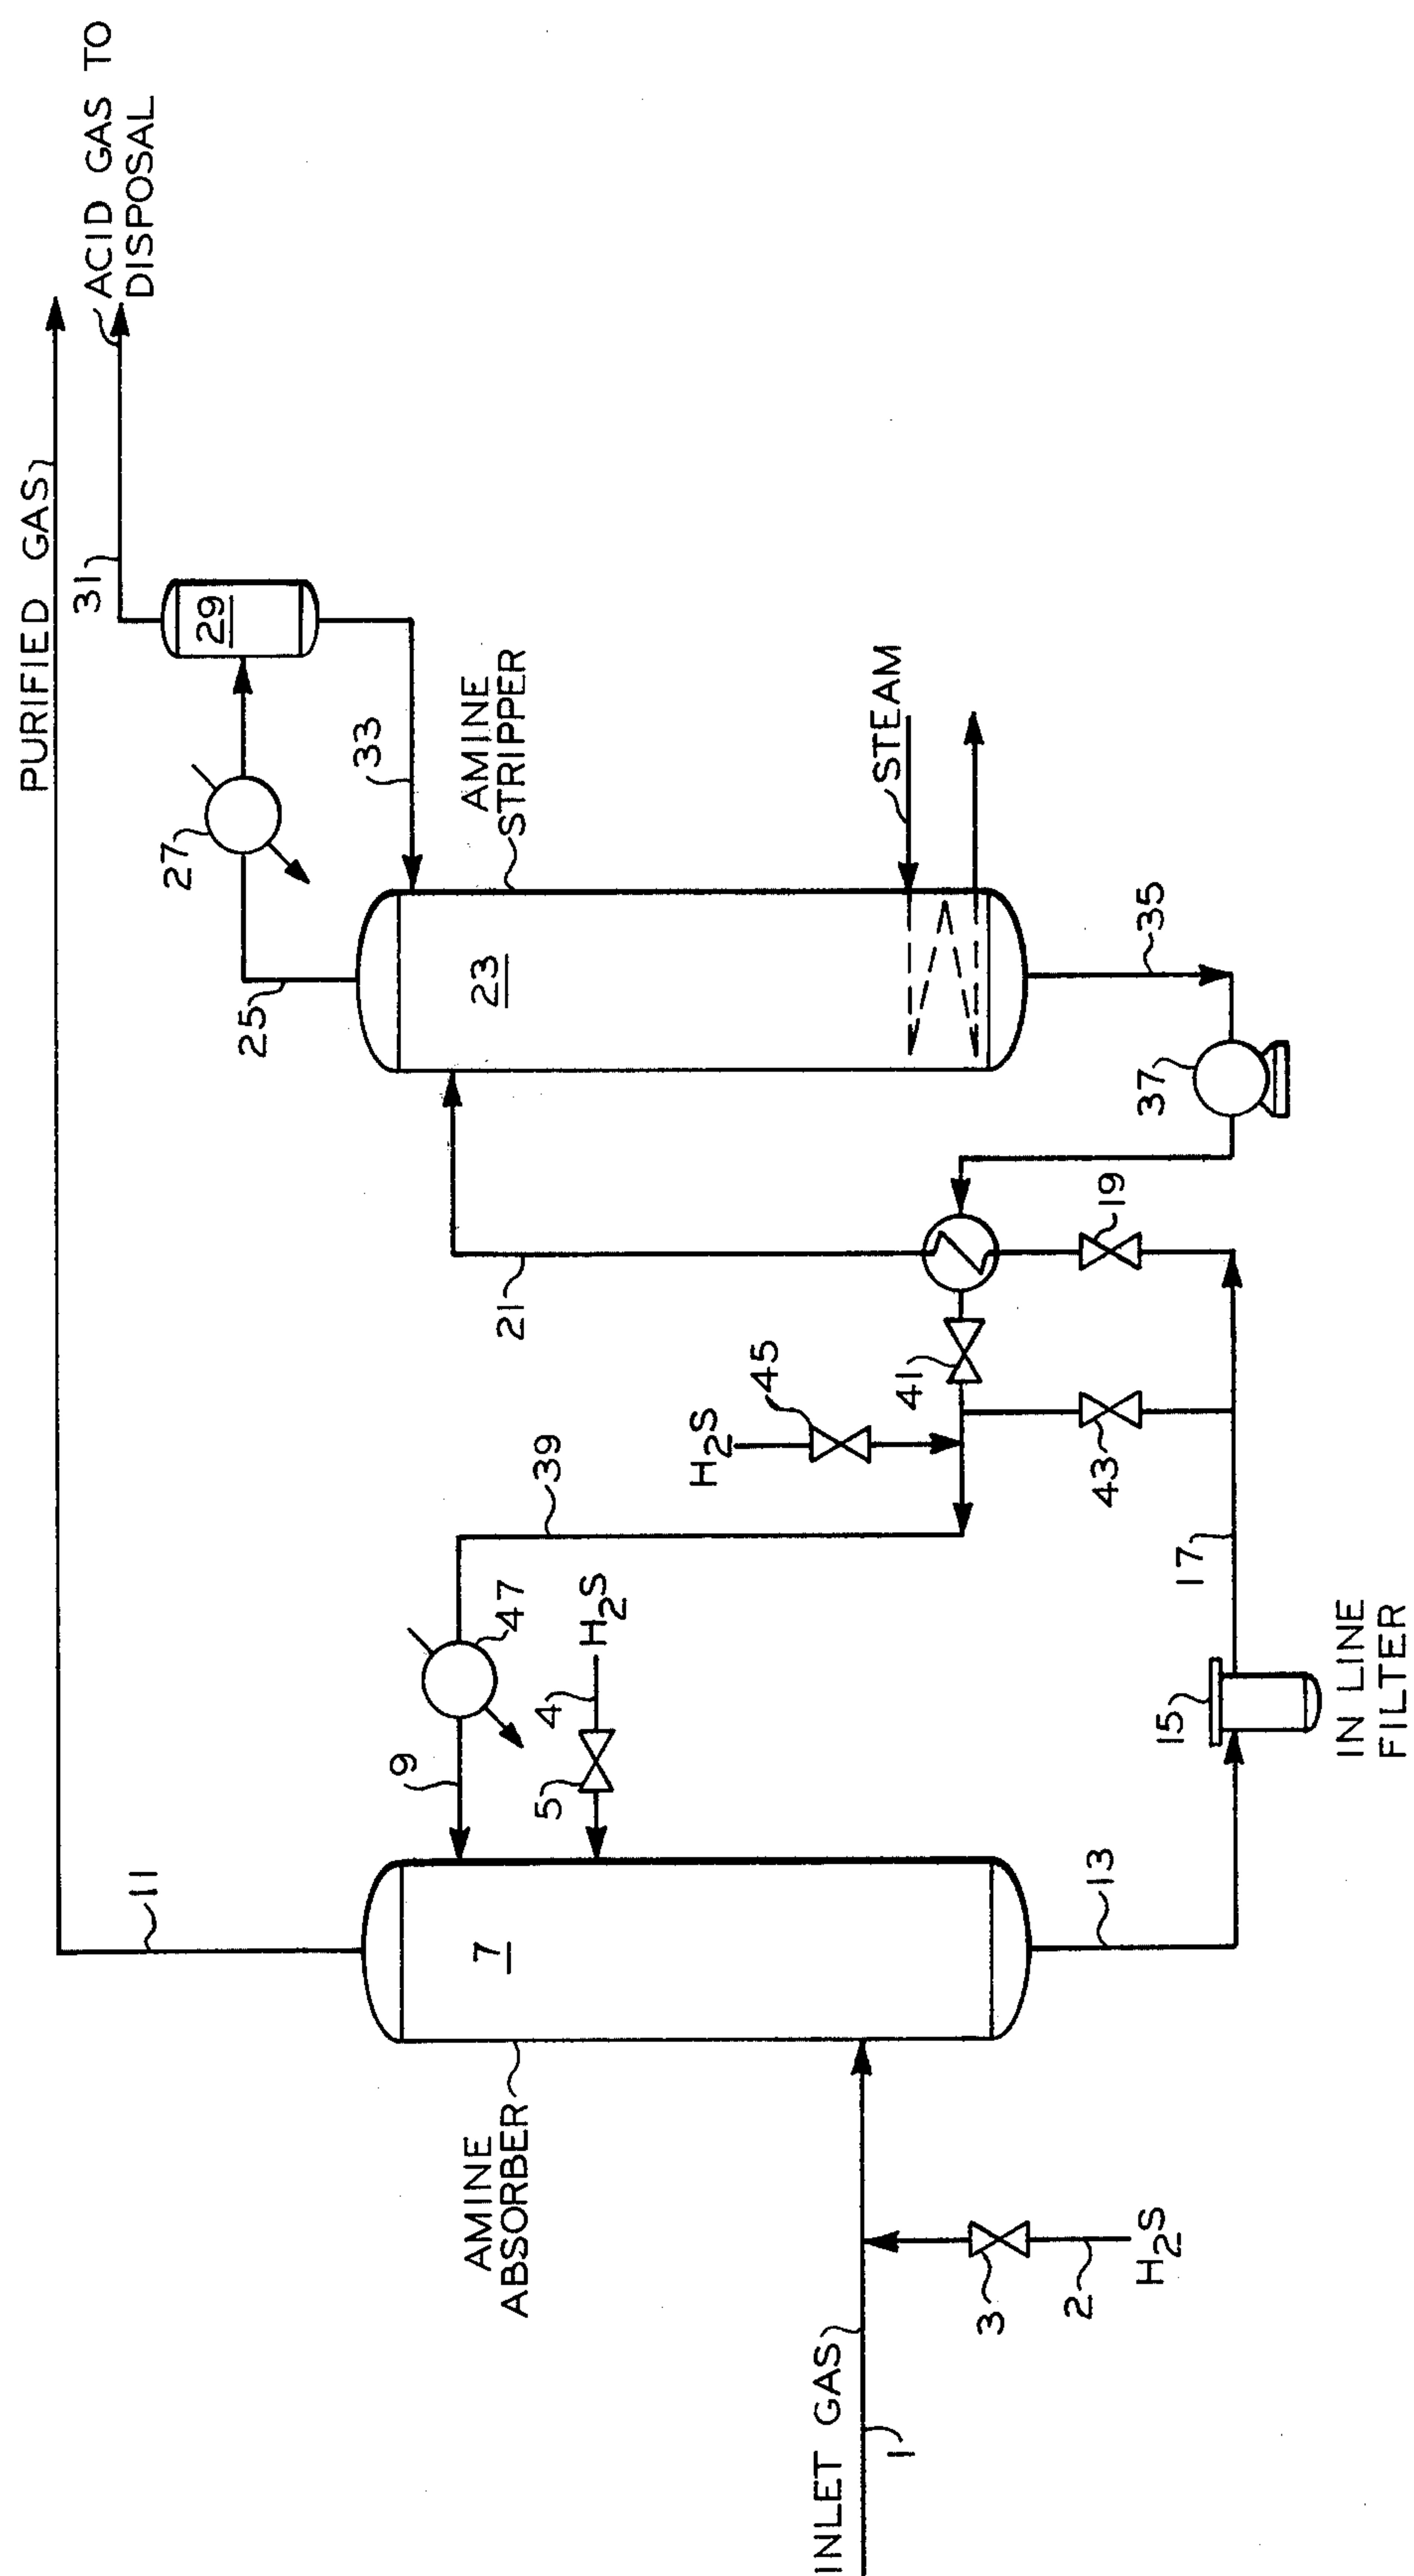 PURIFIED GAS
ACID GAS TO
DISPOSAL
11
31
29
27
25
33
AMINE
STRIPPER
23
STEAM
35
37
21
19
41
45
H2S
43
39
47
9
4
H2S
5
17
15
IN LINE
FILTER
13
7
AMINE
ABSORBER
INLET GAS
1
3
2
H2S